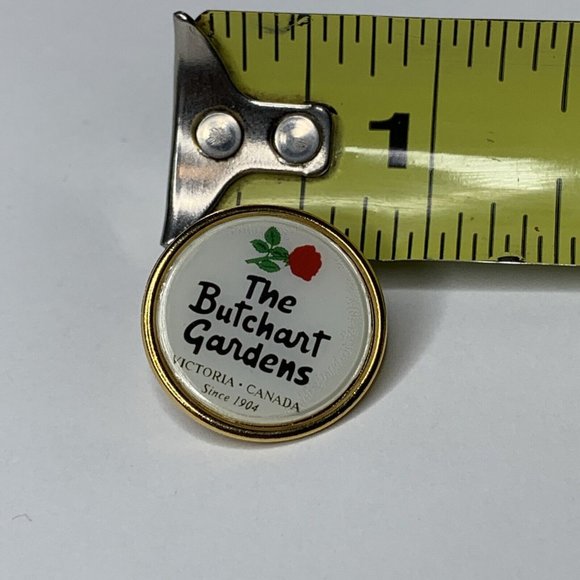 1
The
Butchart
Gardens
VICTORIA • CANADA
Since 1904